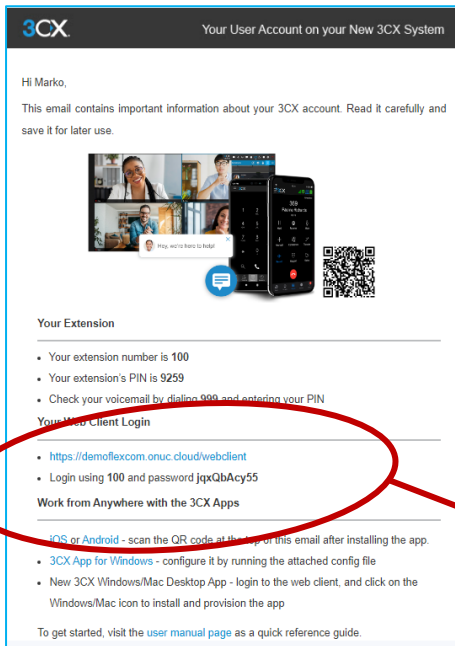 3CX. Your User Account on your New 3CX System
Hi Marko,
This email contains important information about your 3CX account. Read it carefully and
save it for later use.
Hey, we're here to help!
Your Extension
• Your extension number is 100
• Your extension's PIN is 9259
• Check your voicemail by dialing 999 and entering your PIN
Your Web Client Login
• https://demoflexcom.onuc.cloud/webclient
• Login using 100 and password jqxQbAcy55
Work from Anywhere with the 3CX Apps
iOS or Android - scan the QR code at the top of this email after installing the app.
• 3CX App for Windows - configure it by running the attached config file
• New 3CX Windows/Mac Desktop App - login to the web client, and click on the
Windows/Mac icon to install and provision the app
To get started, visit the user manual page as a quick reference guide.